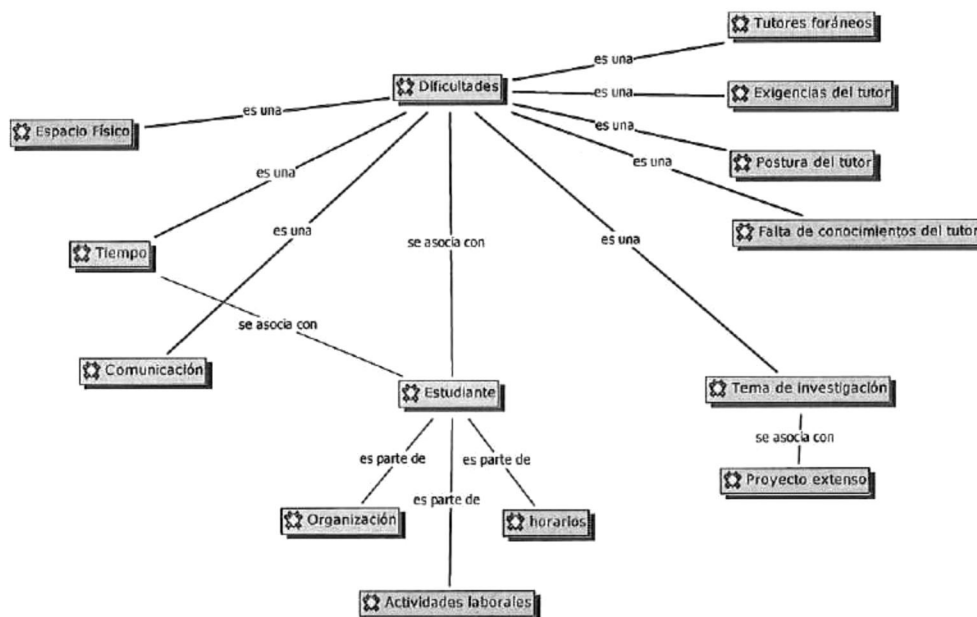 Tutores foráneos
es una
Dificultades
es una
Exigencias del tutor
es una
Espacio Físico
es una
Postura del tutor
es una
es una
Falta de conocimientos del tutor
es una
se asocia con
es una
Tiempo
se asocia con
Comunicación
Estudiante
Tema de investigación
se asocia con
es parte de
es parte de
Proyecto extenso
es parte de
Organización
horarios
Actividades laborales